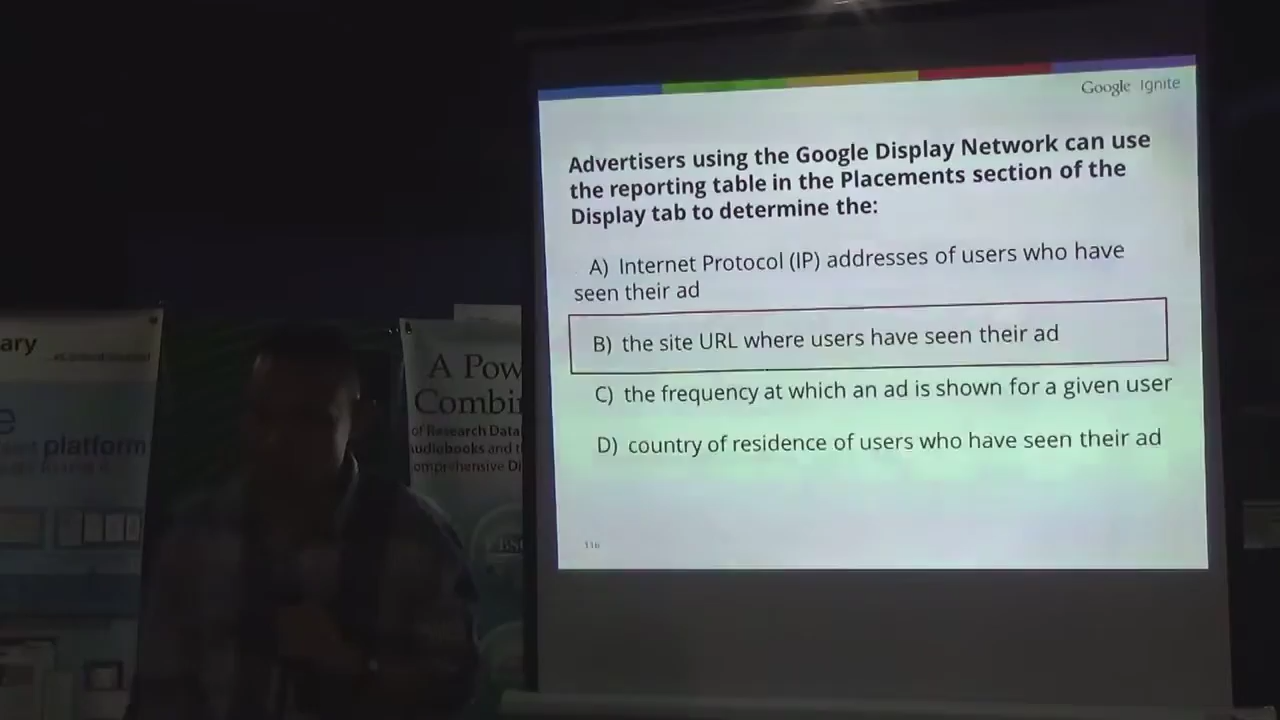 Google Ignite
Advertisers using the Google Display Network can use
the reporting table in the Placements section of the
Display tab to determine the:
A) Internet Protocol (IP) addresses of users who have
seen their ad
B) the site URL where users have seen their ad
C) the frequency at which an ad is shown for a given user
D) country of residence of users who have seen their ad
116
ary
e
platform
A Pow
Combi
of Research Data
udiobooks and t
omprehensive Di